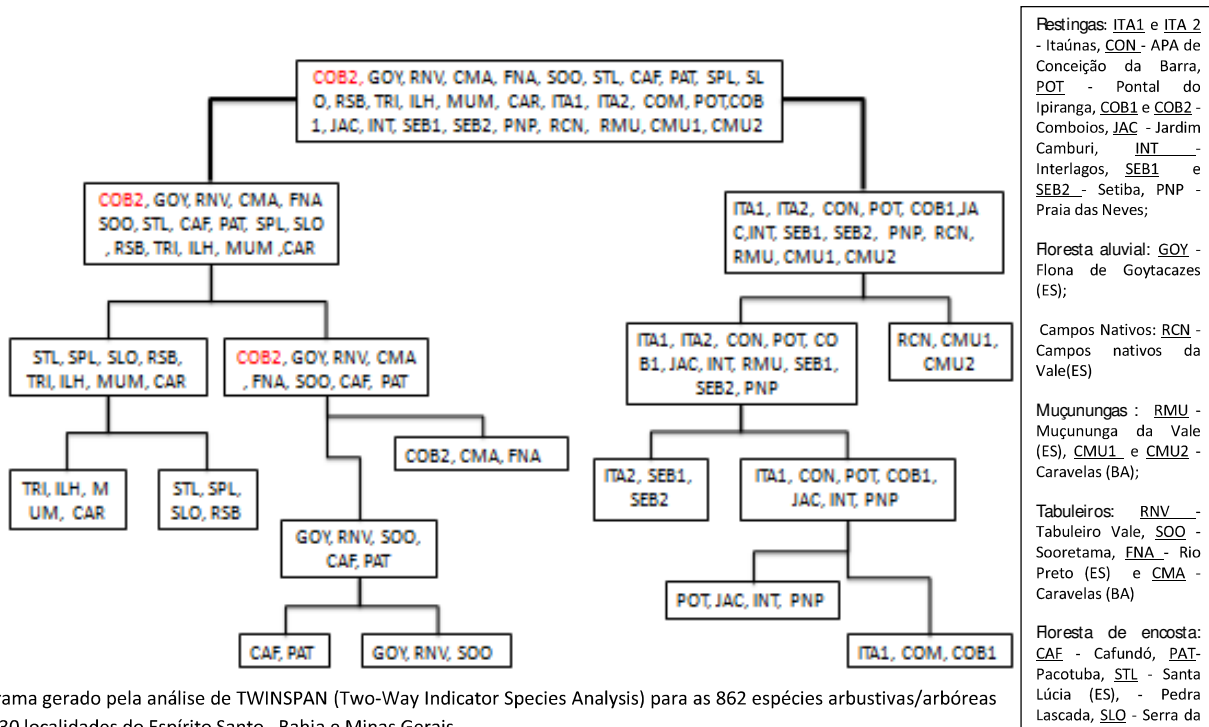 COB2, GOY, RNV, CMA, FNA, SOO, STL, CAF, PAT, SPL, SL
O, RSB, TRI, ILH, MUM, CAR, ITA1, ITA2, COM, POT,COB
1, JAC, INT, SEB1, SEB2, PNP, RCN, RMU, CMU1, CMU2
COB2, GOY, RNV, CMA, FNA
SOO, STL, CAF, PAT, SPL, SLO
, RSB, TRI, ILH, MUM ,CAR
ITA1, ITA2, CON, POT, COB1,JA
C,INT, SEB1, SEB2, PNP, RCN,
RMU, CMU1, CMU2
STL, SPL, SLO, RSB,
TRI, ILH, MUM, CAR
COB2, GOY, RNV, CMA
, FNA, SOO, CAF, PAT
ITA1, ITA2, CON, POT, CO
B1, JAC, INT, RMU, SEB1,
SEB2, PNP
RCN, CMU1,
CMU2
TRI, ILH, M
UM, CAR
STL, SPL,
SLO, RSB
COB2, CMA, FNA
ITA2, SEB1,
SEB2
ITA1, CON, POT, COB1,
JAC, INT, PNP
GOY, RNV, SOO,
CAF, PAT
POT, JAC, INT, PNP
CAF, PAT
GOY, RNV, SOO
ITA1, COM, COB1
rama gerado pela análise de TWINSPAN (Two-Way Indicator Species Analysis) para as 862 espécies arbustivas/arbóreas
30 localidades do Espírito Santo, Bahia e Minas Gerais
Restingas: ITA1 e ITA 2
- Itaúnas, CON - APA de
Conceição da Barra,
POT - Pontal do
Ipiranga, COB1 e COB2 -
Comboios, JAC - Jardim
Camburi, INT -
Interlagos, SEB1 e
SEB2 - Setiba, PNP -
Praia das Neves;
Floresta aluvial: GOY -
Flona de Goytacazes
(ES);
Campos Nativos: RCN -
Campos nativos da
Vale(ES)
Muçunungas : RMU -
Muçununga da Vale
(ES), CMU1 e CMU2 -
Caravelas (BA);
Tabuleiros: RNV -
Tabuleiro Vale, SOO -
Sooretama, FNA - Rio
Preto (ES) e CMA -
Caravelas (BA)
Floresta de encosta:
CAF - Cafundó, PAT-
Pacotuba, STL - Santa
Lúcia (ES), - Pedra
Lascada, SLO - Serra da